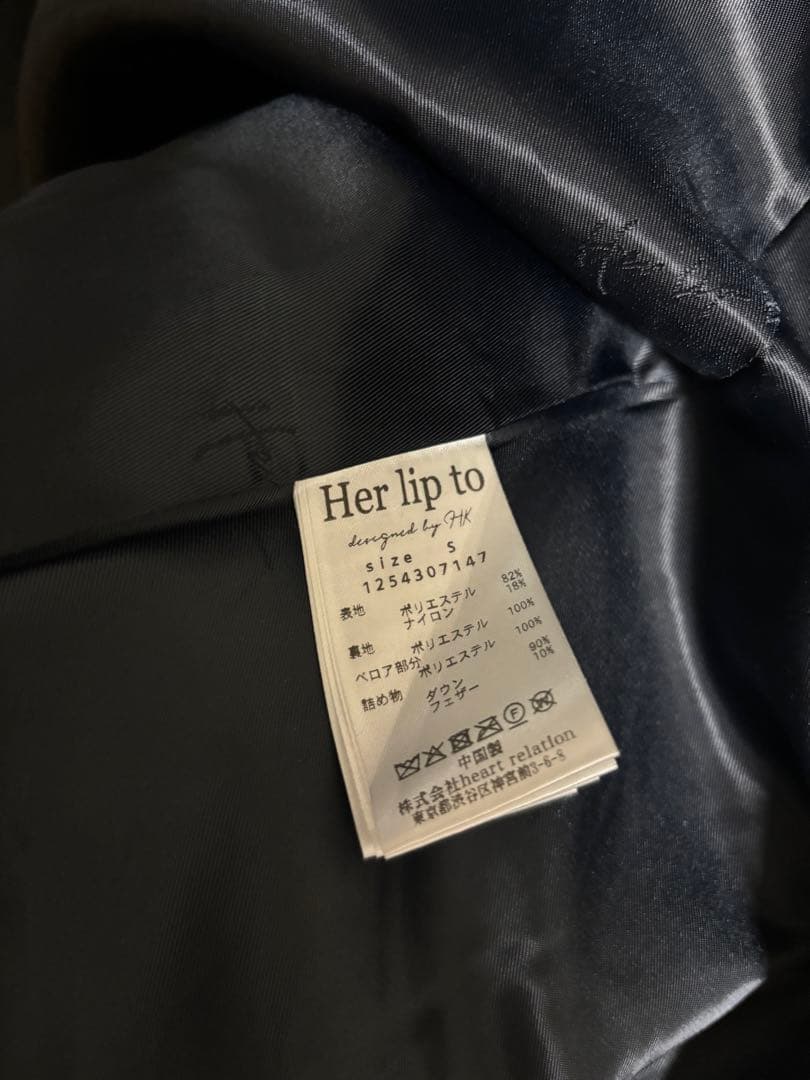 Her lip to
designed by HK
size S
1254307147
表地 ポリエステル 82%
ナイロン 18%
裏地 ポリエステル 100%
ベロア部分 ポリエステル 100%
詰め物 ダウン 90%
フェザー 10%
F W
中国製
株式会社heart relation
東京都渋谷区神宮前3-6-8